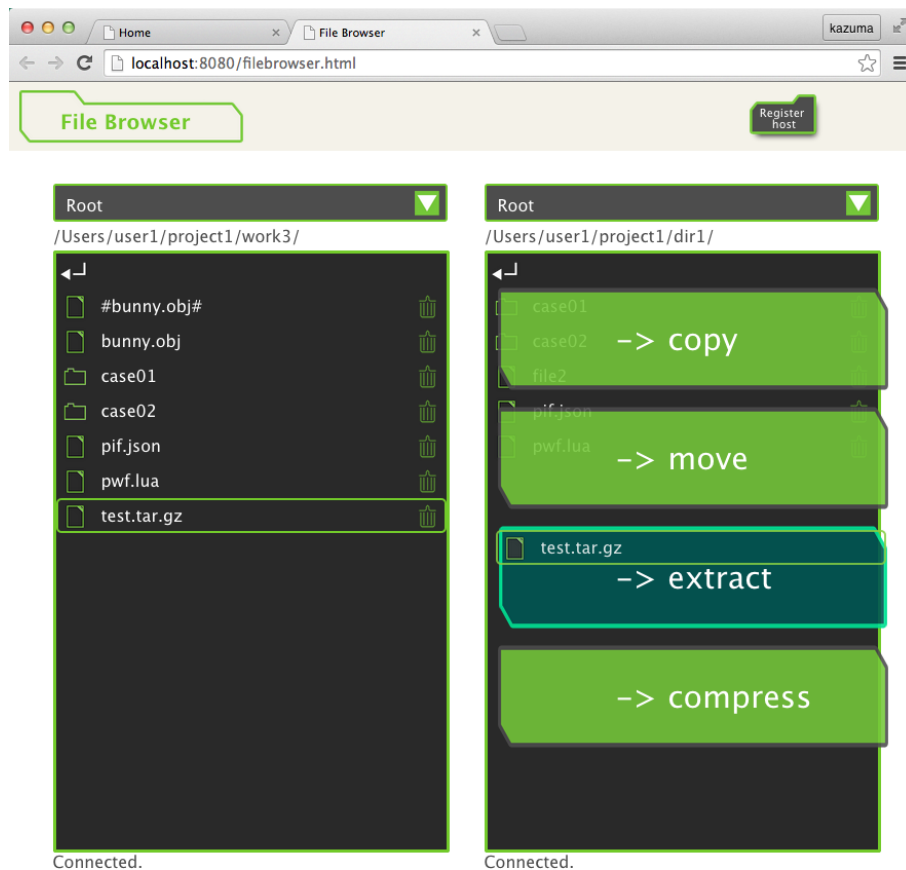 Home
File Browser
kazuma
localhost:8080/filebrowser.html
File Browser
Register
host
Root
/Users/user1/project1/work3/
#bunny.obj#
bunny.obj
case01
case02
pif.json
pwf.lua
test.tar.gz
Connected.
Root
/Users/user1/project1/dir1/
case01
case02
-> copy
file2
pif.json
pwf.lua
-> move
test.tar.gz
-> extract
-> compress
Connected.